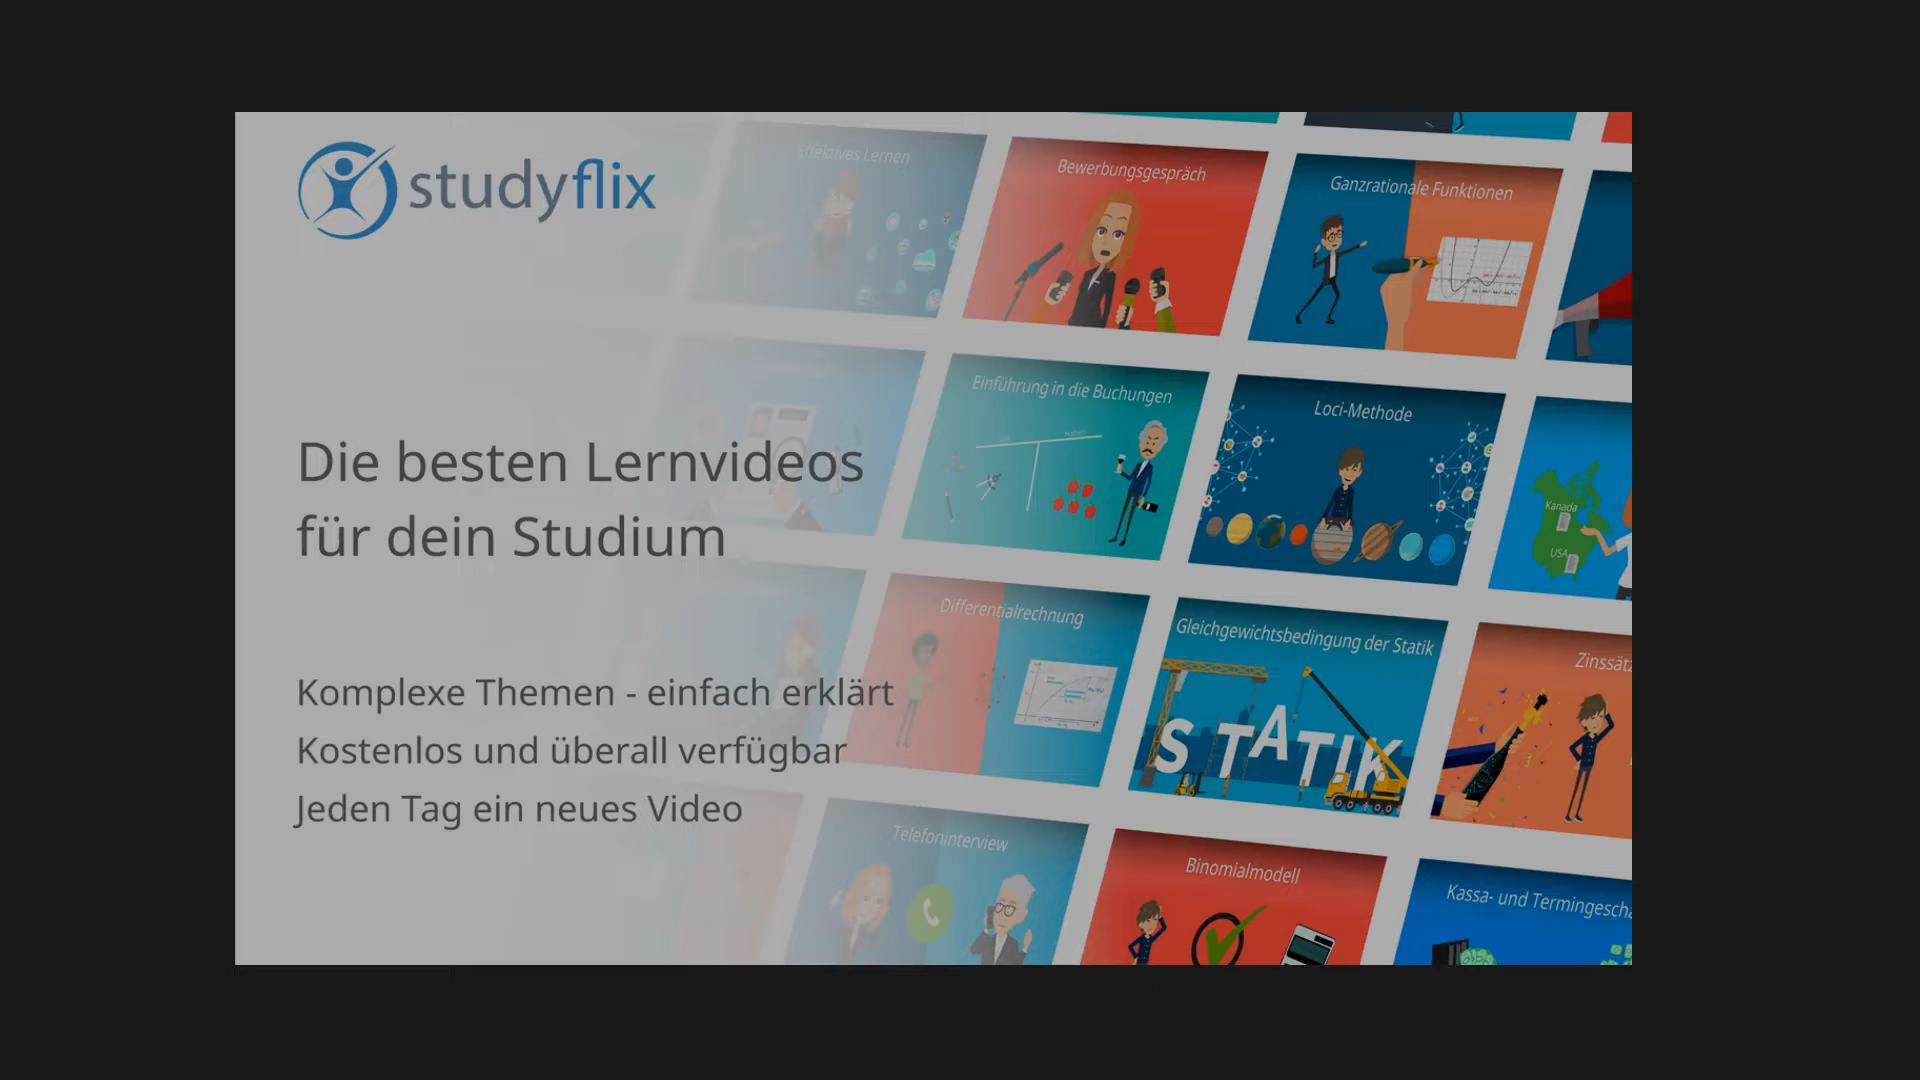 studyflix
Die besten Lernvideos
für dein Studium
Komplexe Themen - einfach erklärt
Kostenlos und überall verfügbar
Jeden Tag ein neues Video
Effektives Lernen
Bewerbungsgespräch
Ganzrationale Funktionen
Einführung in die Buchungen
Loci-Methode
Kanada
USA
Differentialrechnung
Gleichgewichtsbedingung der Statik
STATIK
Telefoninterview
Binomialmodell
Kassa- und